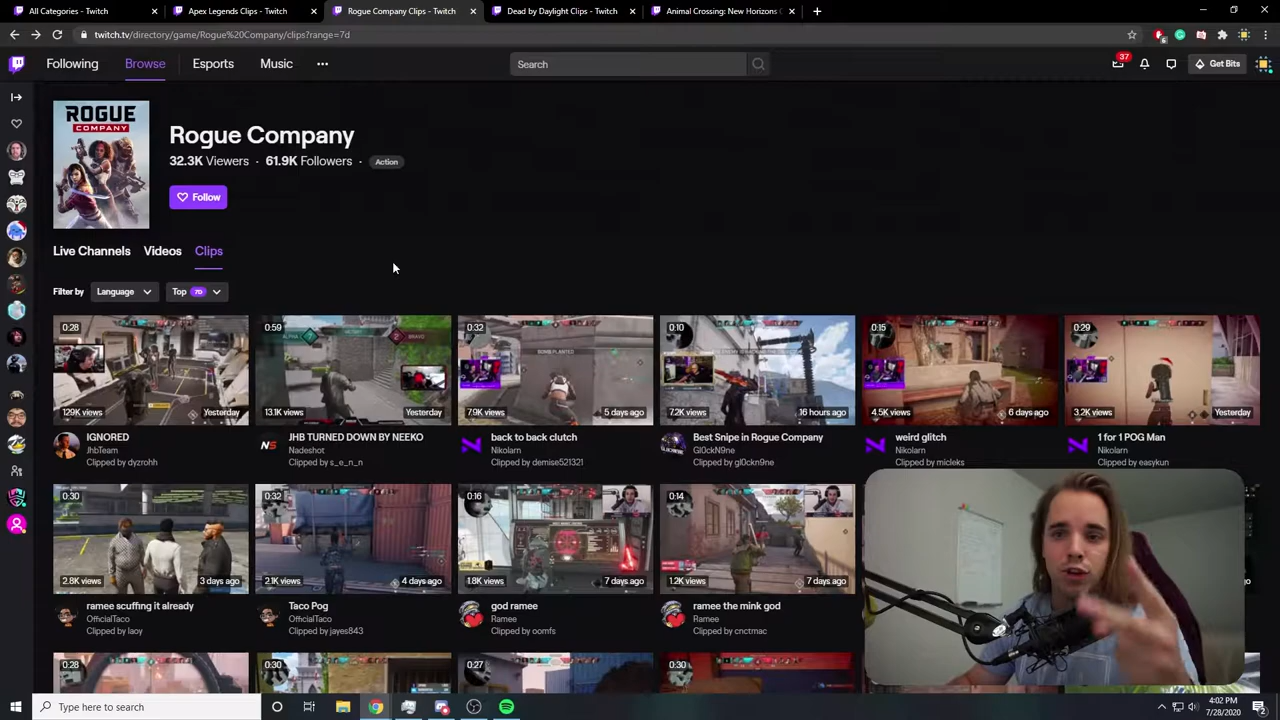 All Categories - Twitch
Apex Legends Clips - Twitch
Rogue Company Clips - Twitch
Dead by Daylight Clips - Twitch
Animal Crossing: New Horizons C
twitch.tv/directory/game/Rogue%20Company/clips?range=7d
6
Following
Browse
Esports
Music
Search
37
Get Bits
ROGUE
COMPANY
Rogue Company
32.3K Viewers · 61.9K Followers · Action
Follow
Live Channels
Videos
Clips
Filter by
Language
Top 7D
0:28
129K views
Yesterday
IGNORED
JhbTeam
Clipped by dyzrohh
0:59
13.1K views
Yesterday
JHB TURNED DOWN BY NEEKO
Nadeshot
Clipped by s_e_n_n
0:32
BOMB PLANTED
7.9K views
5 days ago
back to back clutch
Nikolarn
Clipped by demise521321
0:10
7.2K views
16 hours ago
Best Snipe in Rogue Company
Gl0ckN9ne
Clipped by gl0ckn9ne
0:15
4.5K views
6 days ago
weird glitch
Nikolarn
Clipped by micleks
0:29
3.2K views
Yesterday
1 for 1 POG Man
Nikolarn
Clipped by easykun
0:30
2.8K views
3 days ago
ramee scuffing it already
OfficialTaco
Clipped by laoy
0:32
2.1K views
4 days ago
Taco Pog
OfficialTaco
Clipped by jayes843
0:16
1.8K views
7 days ago
god ramee
Ramee
Clipped by oomfs
0:14
1.2K views
7 days ago
ramee the mink god
Ramee
Clipped by cnctmac
0:28
0:30
0:27
0:30
Type here to search
4:02 PM
7/28/2020
2